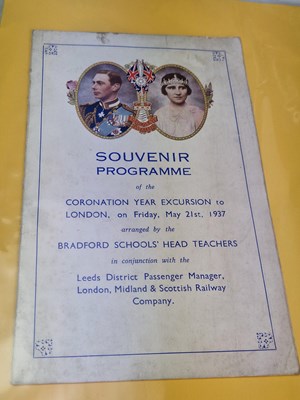 SOUVENIR
PROGRAMME
of the
CORONATION YEAR EXCURSION to
LONDON, on Friday, May 21st, 1937
arranged by the
BRADFORD SCHOOLS' HEAD TEACHERS
in conjunction with the
Leeds District Passenger Manager,
London, Midland & Scottish Railway
Company.